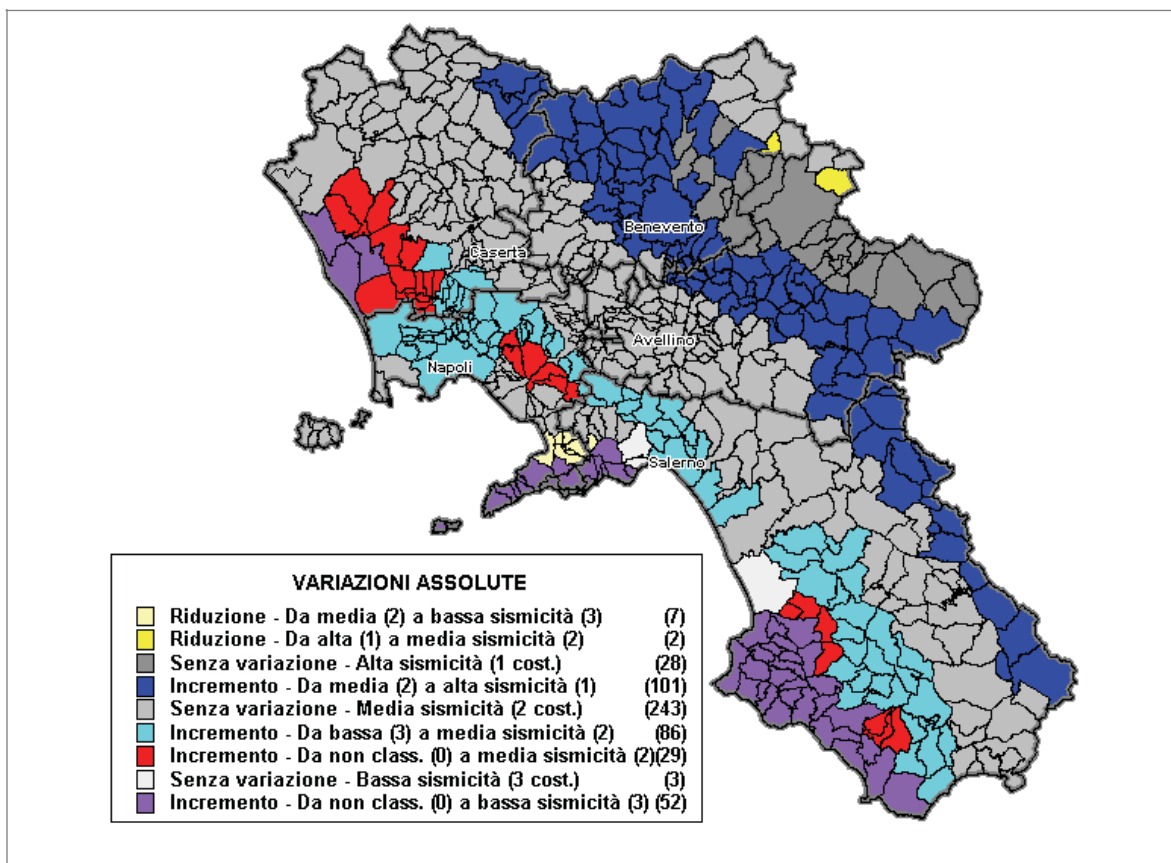 Benevento
Caserta
Avellino
Napoli
Salerno
VARIAZIONI ASSOLUTE
Riduzione - Da media (2) a bassa sismicità (3) (7)
Riduzione - Da alta (1) a media sismicità (2) (2)
Senza variazione - Alta sismicità (1 cost.) (28)
Incremento - Da media (2) a alta sismicità (1) (101)
Senza variazione - Media sismicità (2 cost.) (243)
Incremento - Da bassa (3) a media sismicità (2) (86)
Incremento - Da non class. (0) a media sismicità (2)(29)
Senza variazione - Bassa sismicità (3 cost.) (3)
Incremento - Da non class. (0) a bassa sismicità (3) (52)